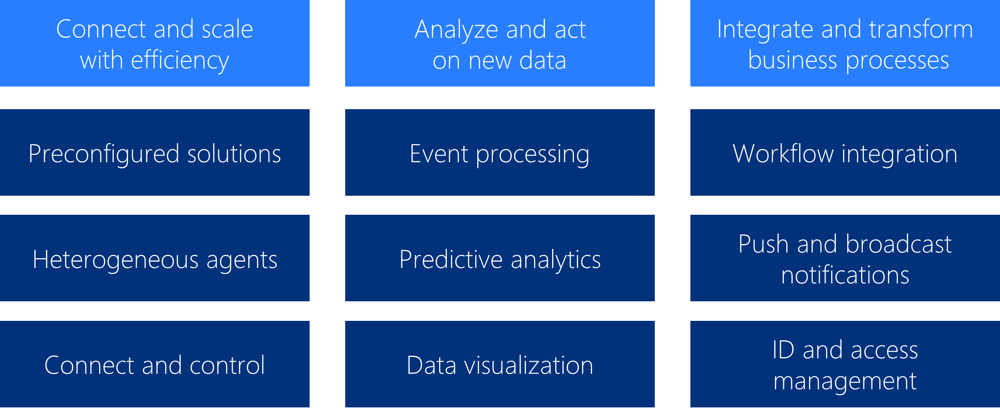 Connect and scale
with efficiency
Analyze and act
on new data
Integrate and transform
business processes
Preconfigured solutions
Event processing
Workflow integration
Heterogeneous agents
Predictive analytics
Push and broadcast
notifications
Connect and control
Data visualization
ID and access
management